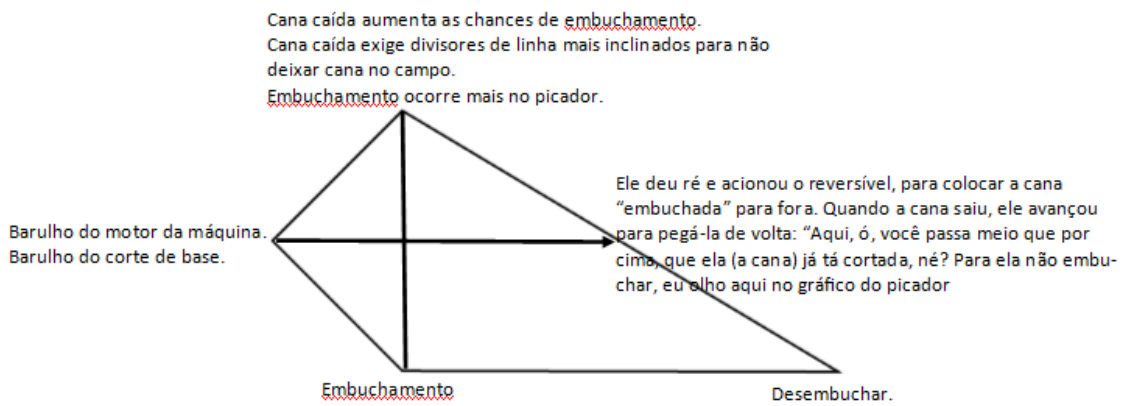 Cana caída aumenta as chances de embuchamento.
Cana caída exige divisores de linha mais inclinados para não
deixar cana no campo.
Embuchamento ocorre mais no picador.
Barulho do motor da máquina.
Barulho do corte de base.
Ele deu ré e acionou o reversível, para colocar a cana
“embuchada” para fora. Quando a cana saiu, ele avançou
para pegá-la de volta: “Aqui, ó, você passa meio que por
cima, que ela (a cana) já tá cortada, né? Para ela não embu-
char, eu olho aqui no gráfico do picador
Embuchamento
Desembuchar.